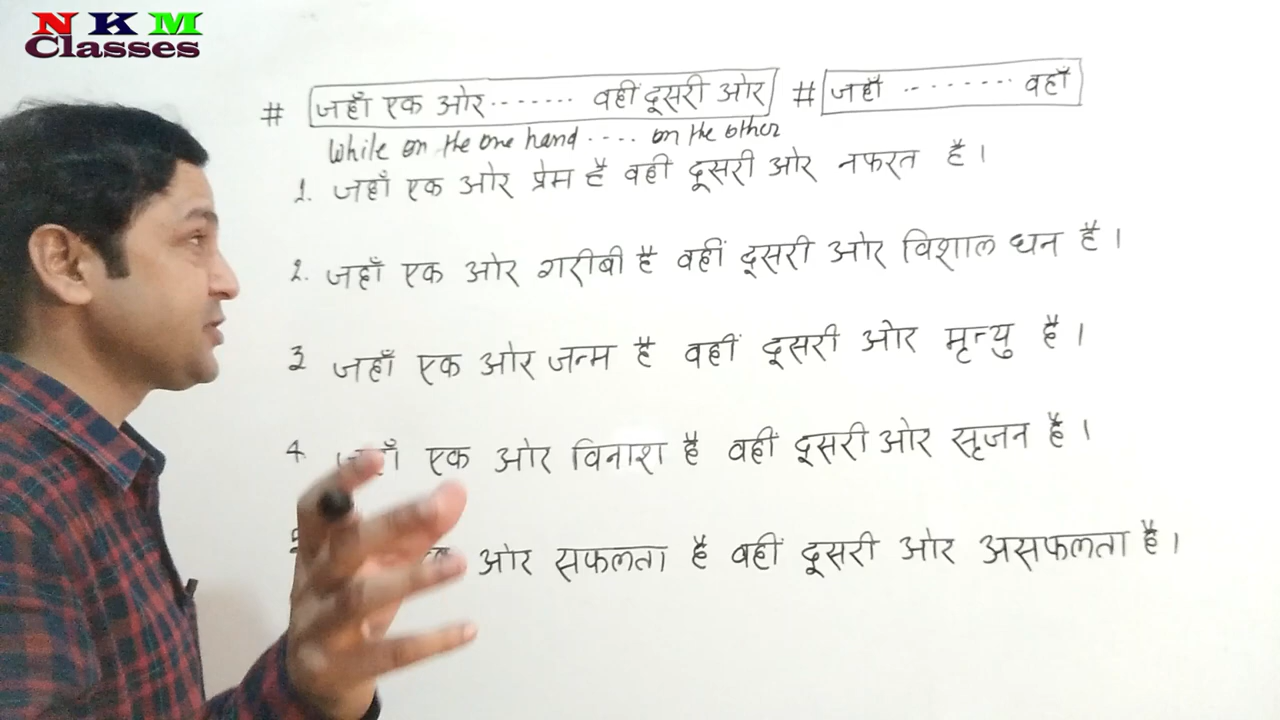 NKM
Classes
# जहाँ एक ओर....... वहीं दूसरी ओर # जहाँ ........ वहाँ
While on the one hand .... on the other
1. जहाँ एक ओर प्रेम है वहीं दूसरी ओर नफरत है।
2. जहाँ एक ओर गरीबी है वहीं दूसरी ओर विशाल धन है।
3 जहाँ एक ओर जन्म है वहीं दूसरी ओर मृत्यु है।
4. जहाँ एक ओर विनाश है वहीं दूसरी ओर सृजन है।
ओर सफलता है वहीं दूसरी ओर असफलता है।